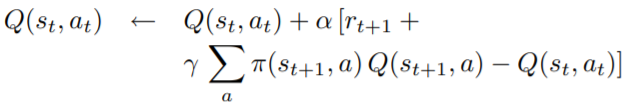 Q(s_t, a_t) ← Q(s_t, a_t) + α [r_{t+1} +
γ ∑_a π(s_{t+1}, a) Q(s_{t+1}, a) − Q(s_t, a_t)]